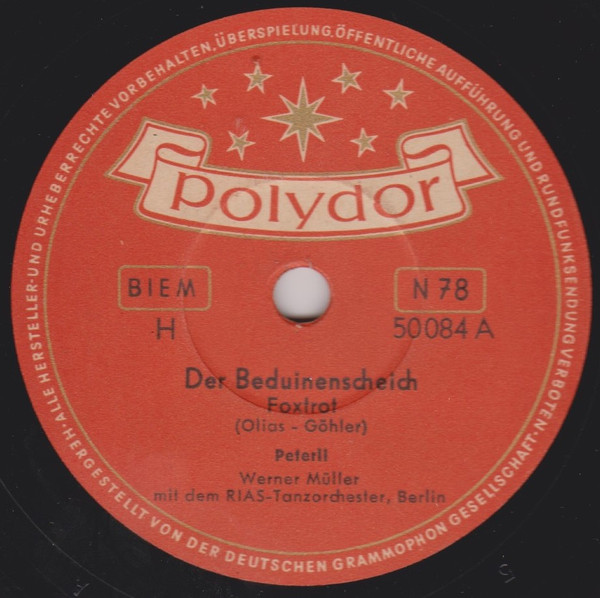 ·ALLE HERSTELLER-UND URHEBERRECHTE VORBEHALTEN, ÜBERSPIELUNG, ÖFFENTLICHE AUFFÜHRUNG UND RUNDFUNKSENDUNG VERBOTEN·
polydor
BIEM
N 78
H
50084 A
Der Beduinenscheich
Foxtrot
(Olias - Göhler)
Peterli
Werner Müller
mit dem RIAS-Tanzorchester, Berlin
HERGESTELLT VON DER DEUTSCHEN GRAMMOPHON GESELLSCHAFT